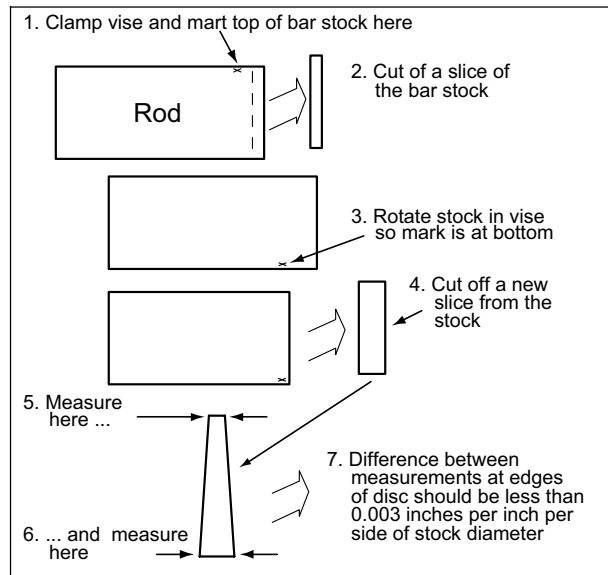 1. Clamp vise and mart top of bar stock here
2. Cut of a slice of
the bar stock
Rod
3. Rotate stock in vise
so mark is at bottom
4. Cut off a new
slice from the
stock
5. Measure
here ...
7. Difference between
measurements at edges
of disc should be less than
0.003 inches per inch per
side of stock diameter
6. ... and measure
here